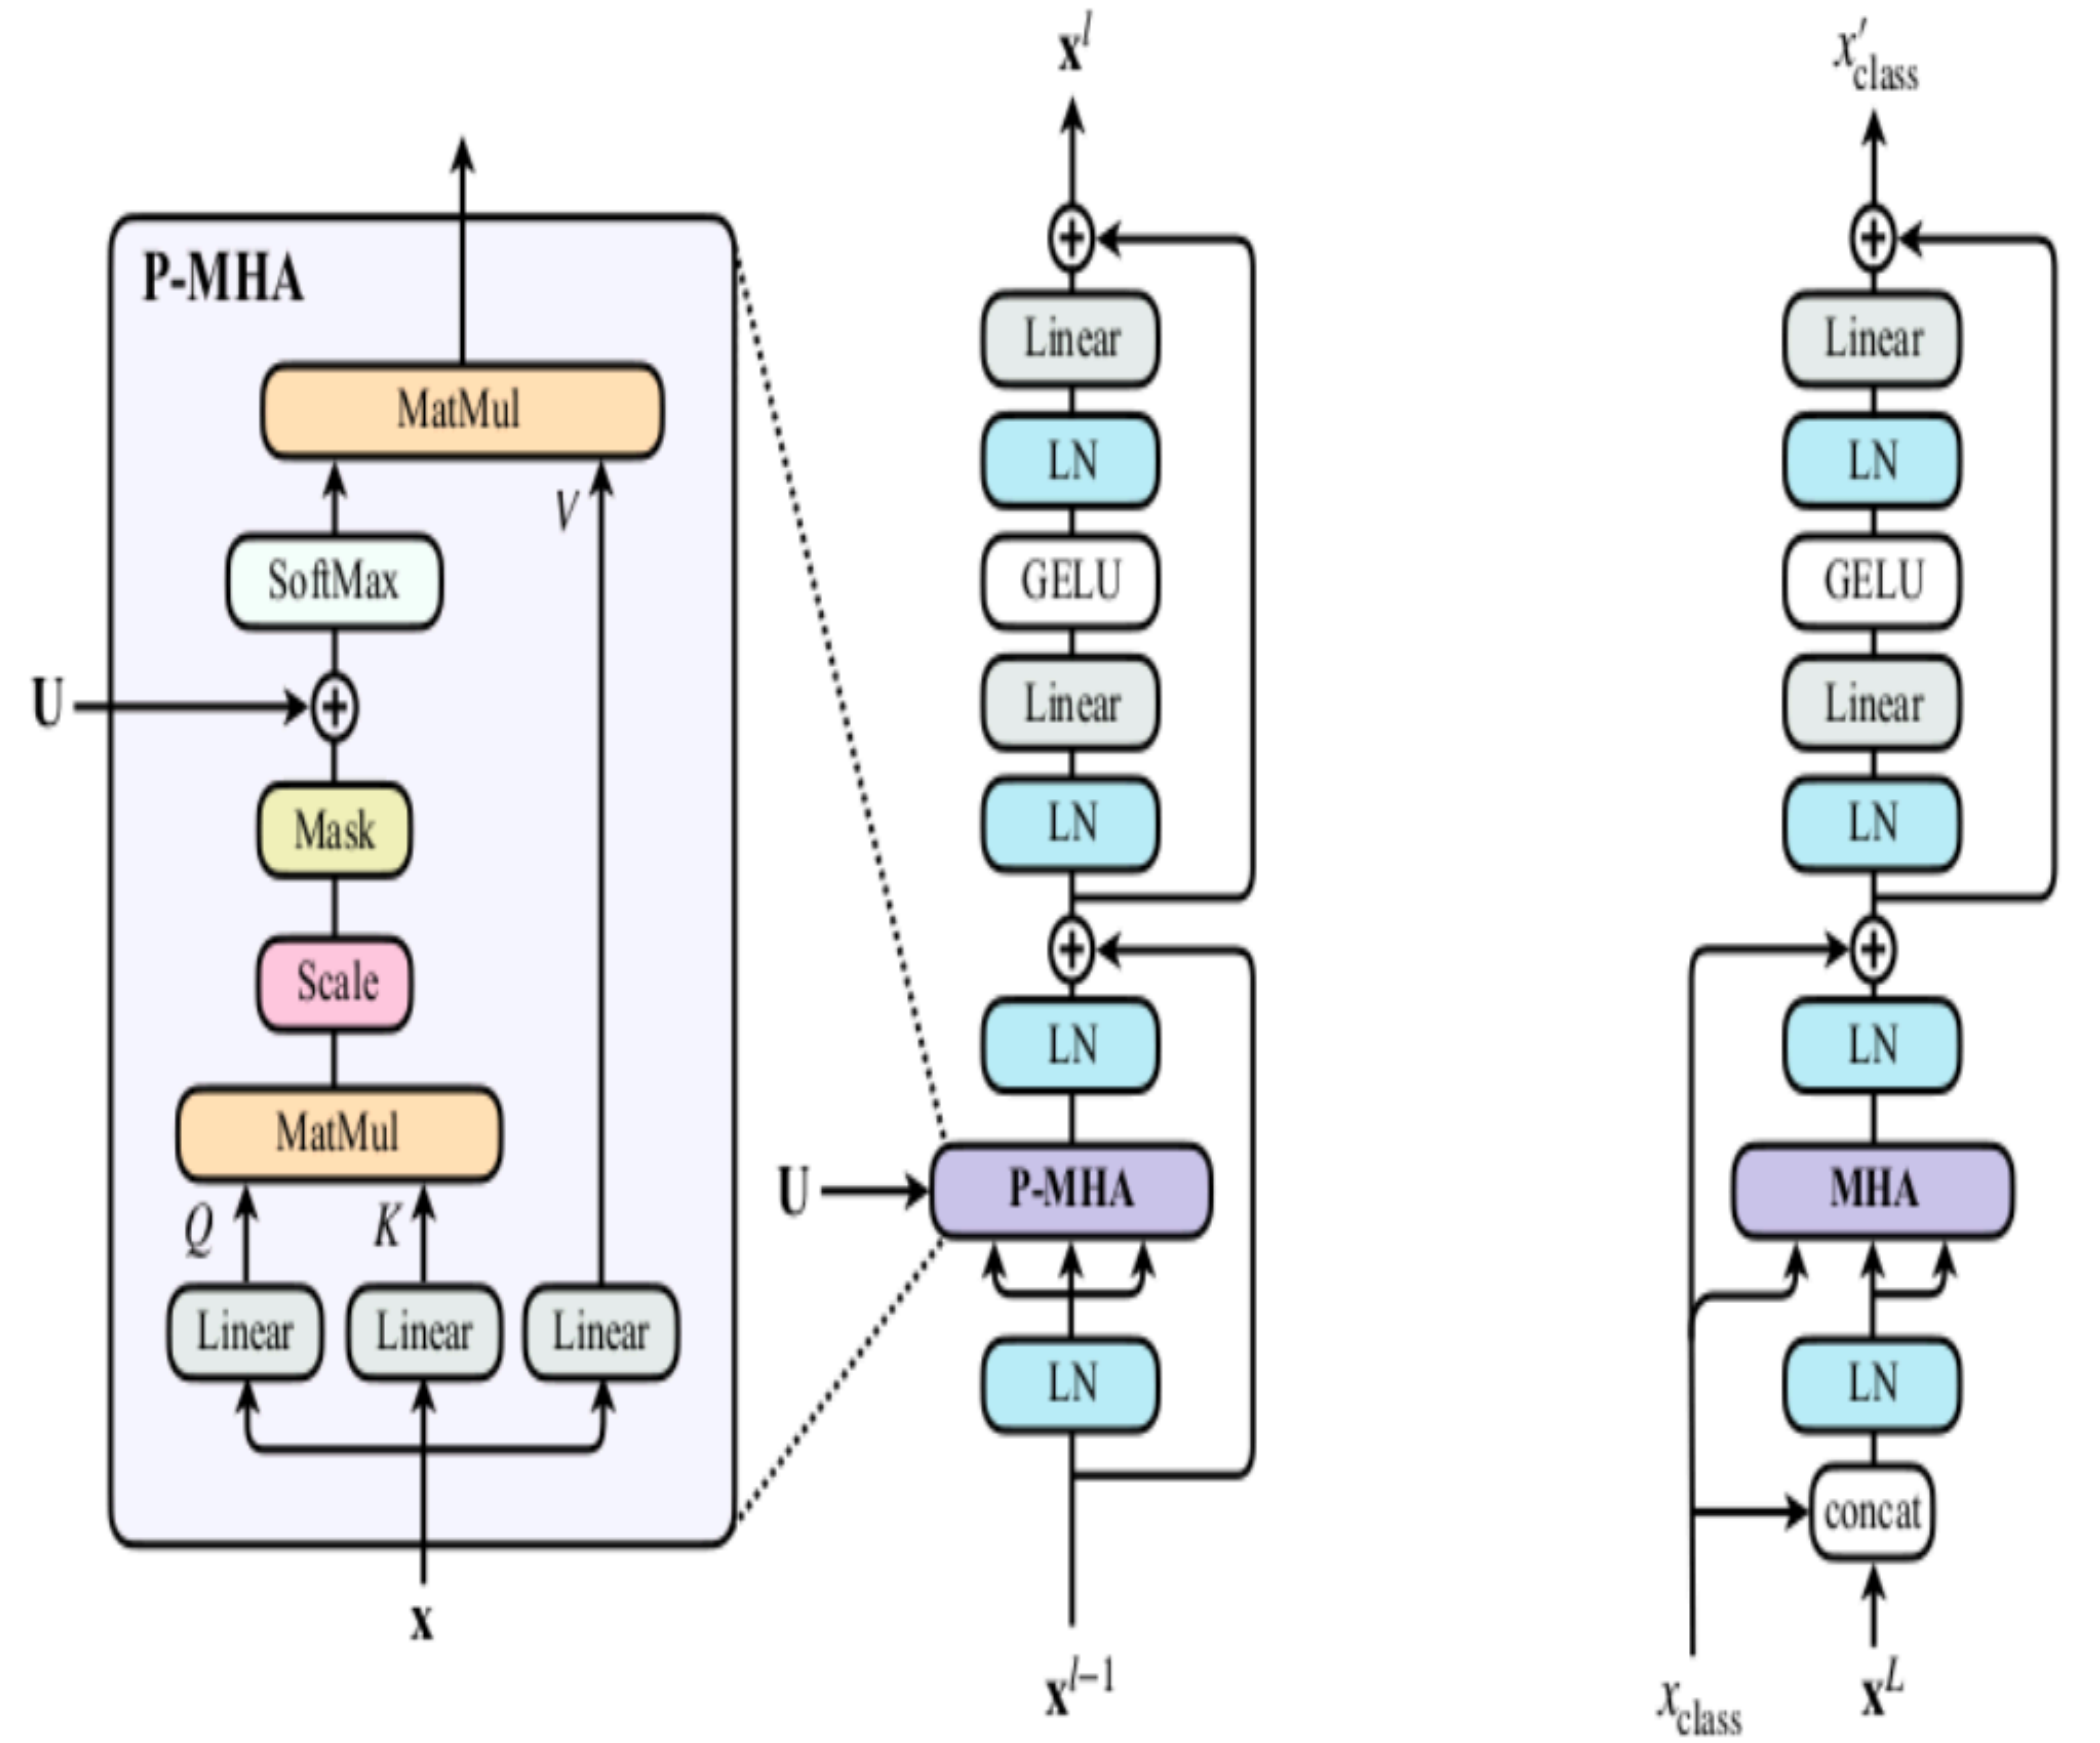 P-MHA
MatMul
V
SoftMax
U
Mask
Scale
MatMul
Q K
Linear Linear Linear
x
x^l
Linear
LN
GELU
Linear
LN
LN
U P-MHA
LN
x^{l-1}
x'_class
Linear
LN
GELU
Linear
LN
LN
MHA
LN
concat
x_class x^L